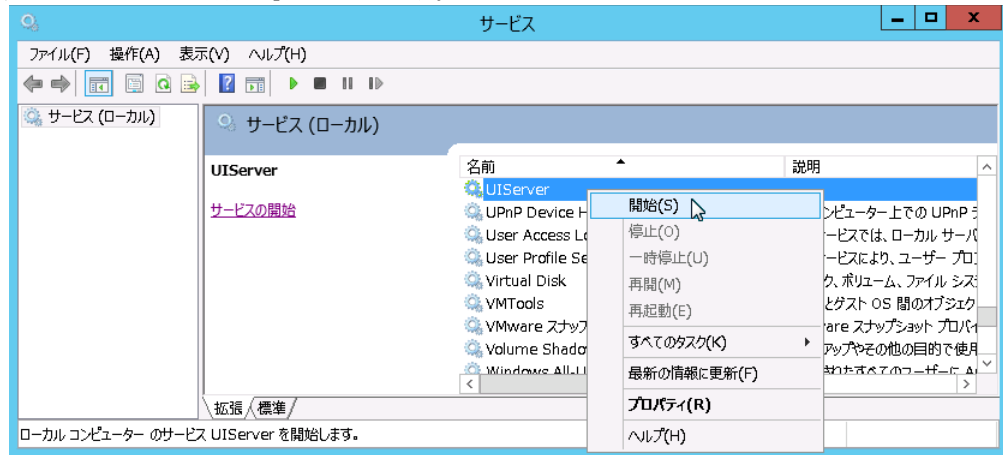 サービス
ファイル(F) 操作(A) 表示(V) ヘルプ(H)
サービス (ローカル)
サービス (ローカル)
UIServer
サービスの開始
名前 説明
UIServer
UPnP Device H ンピューター上での UPnP デ
User Access Lo ービスでは、ローカル サーバ
User Profile Se ービスにより、ユーザー プロ
Virtual Disk ク、ボリューム、ファイル シス
VMTools とゲスト OS 間のオブジェク
VMware スナップ are スナップショット プロバイ
Volume Shado アップやその他の目的で使用
Windows All-U
開始(S)
停止(O)
一時停止(U)
再開(M)
再起動(E)
すべてのタスク(K)
最新の情報に更新(F)
プロパティ(R)
ヘルプ(H)
拡張 標準
ローカル コンピューター のサービス UIServer を開始します。